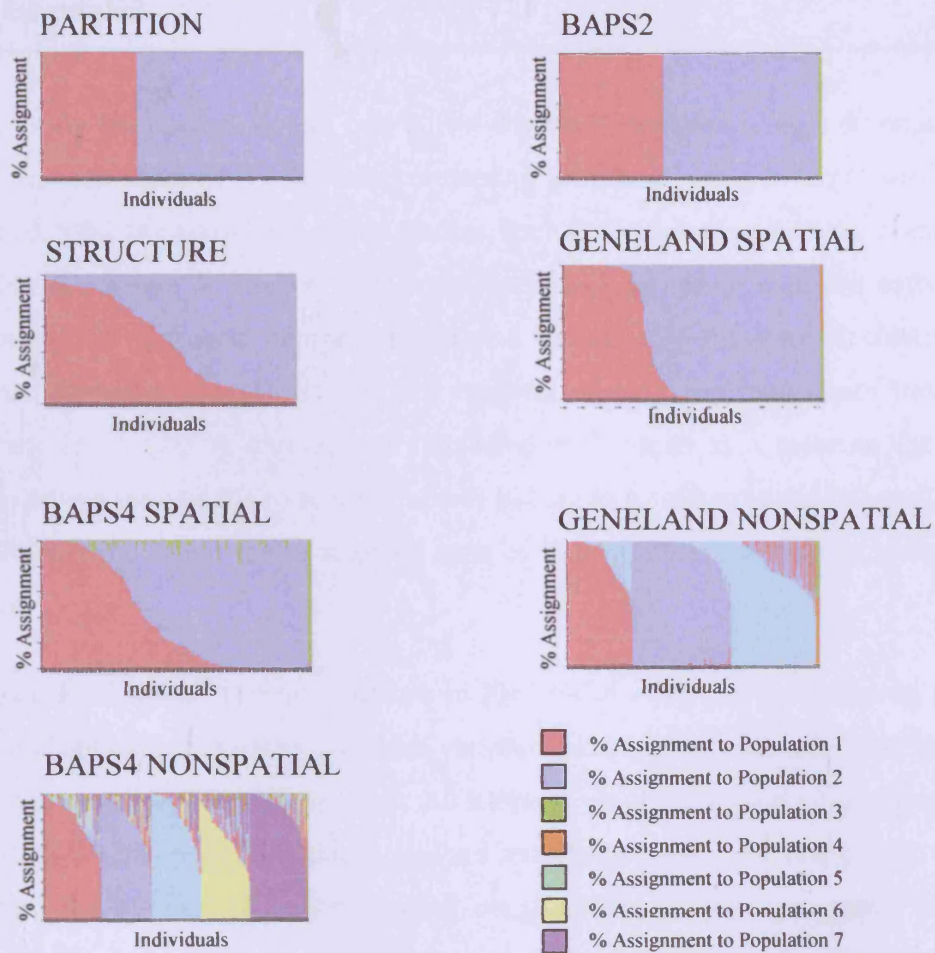 PARTITION
% Assignment
Individuals
BAPS2
% Assignment
Individuals
STRUCTURE
% Assignment
Individuals
GENELAND SPATIAL
% Assignment
Individuals
BAPS4 SPATIAL
% Assignment
Individuals
GENELAND NONSPATIAL
% Assignment
Individuals
BAPS4 NONSPATIAL
% Assignment
Individuals
% Assignment to Population 1
% Assignment to Population 2
% Assignment to Population 3
% Assignment to Population 4
% Assignment to Population 5
% Assignment to Population 6
% Assignment to Population 7